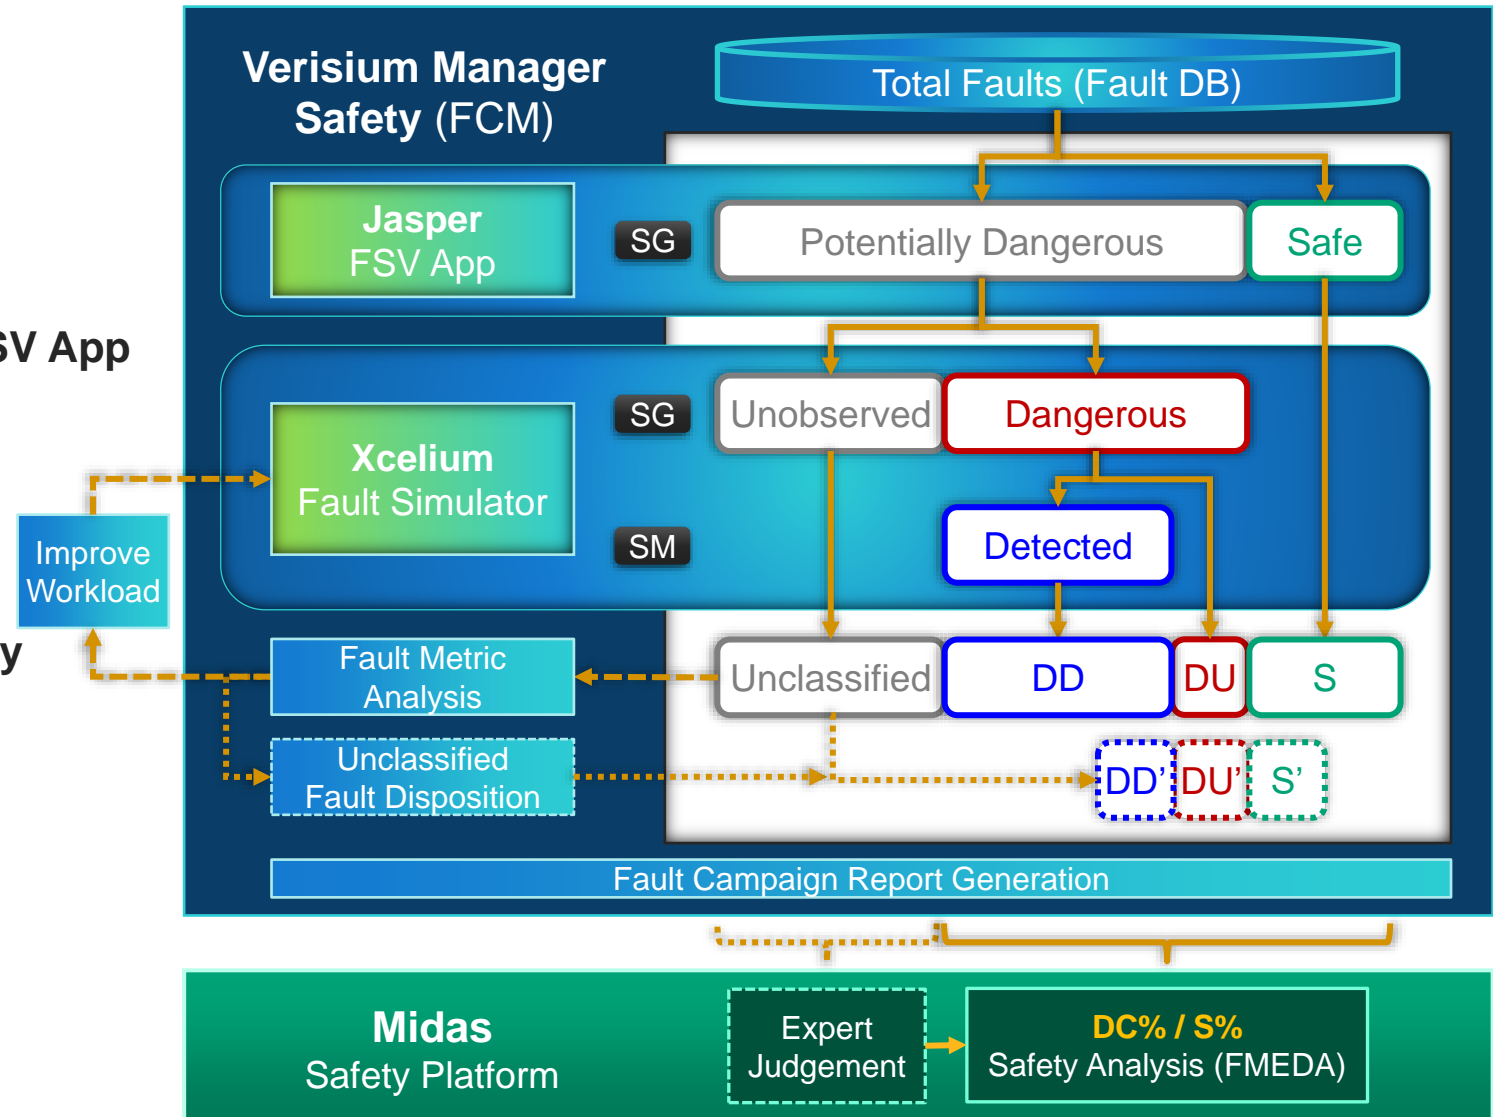 Verisium Manager
Safety (FCM)
Total Faults (Fault DB)
Jasper
FSV App
SG
Potentially Dangerous
Safe
SV App
Xcelium
Fault Simulator
SG
Unobserved
Dangerous
SM
Detected
Improve
Workload
y
Fault Metric
Analysis
Unclassified
DD
DU
S
Unclassified
Fault Disposition
DD’
DU’
S’
Fault Campaign Report Generation
Midas
Safety Platform
Expert
Judgement
DC% / S%
Safety Analysis (FMEDA)